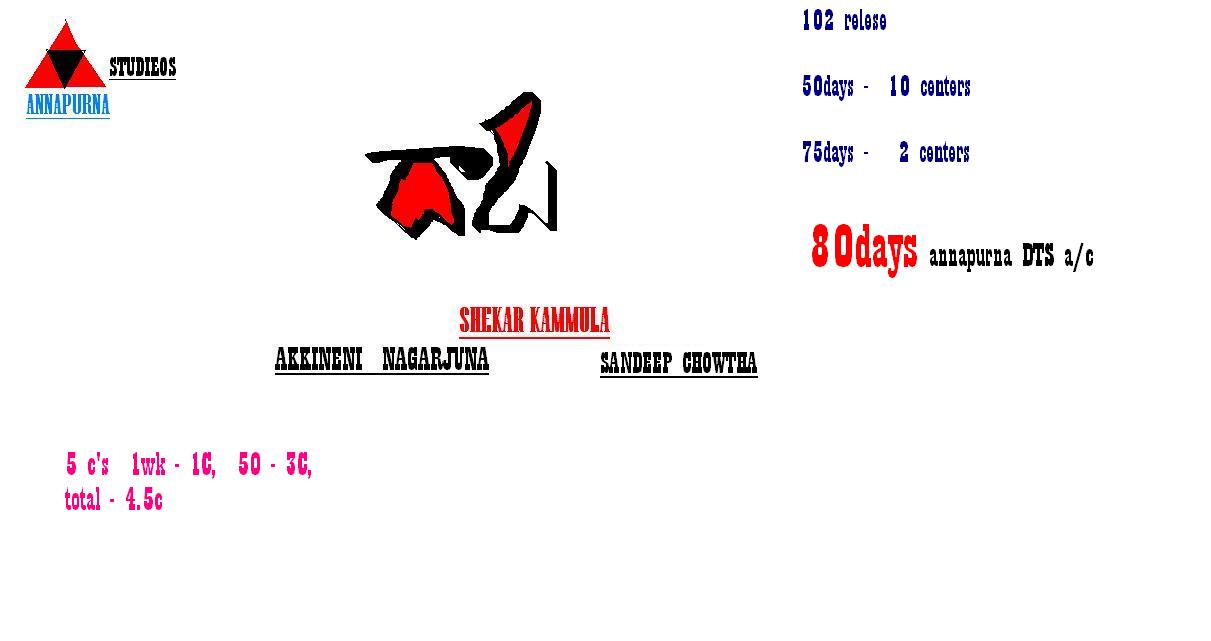 STUDIEOS
ANNAPURNA
102 relese
50days - 10 centers
75days - 2 centers
80days annapurna DTS a/c
SHEKAR KAMMULA
AKKINENI NAGARJUNA
SANDEEP CHOWTHA
5 c's 1wk - 1C, 50 - 3C,
total - 4.5c